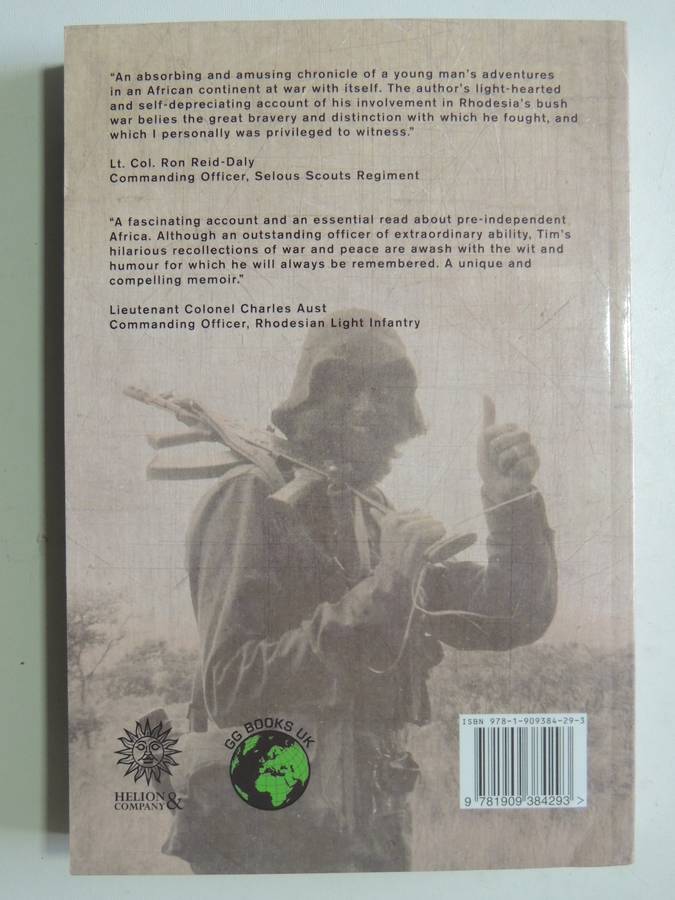 “An absorbing and amusing chronicle of a young man’s adventures
in an African continent at war with itself. The author’s light-hearted
and self-depreciating account of his involvement in Rhodesia’s bush
war belies the great bravery and distinction with which he fought, and
which I personally was privileged to witness.”
Lt. Col. Ron Reid-Daly
Commanding Officer, Selous Scouts Regiment
“A fascinating account and an essential read about pre-independent
Africa. Although an outstanding officer of extraordinary ability, Tim’s
hilarious recollections of war and peace are awash with the wit and
humour for which he will always be remembered. A unique and
compelling memoir.”
Lieutenant Colonel Charles Aust
Commanding Officer, Rhodesian Light Infantry
HELION &
COMPANY
GG BOOKS UK
ISBN 978-1-909384-29-3
9 781909 384293 >